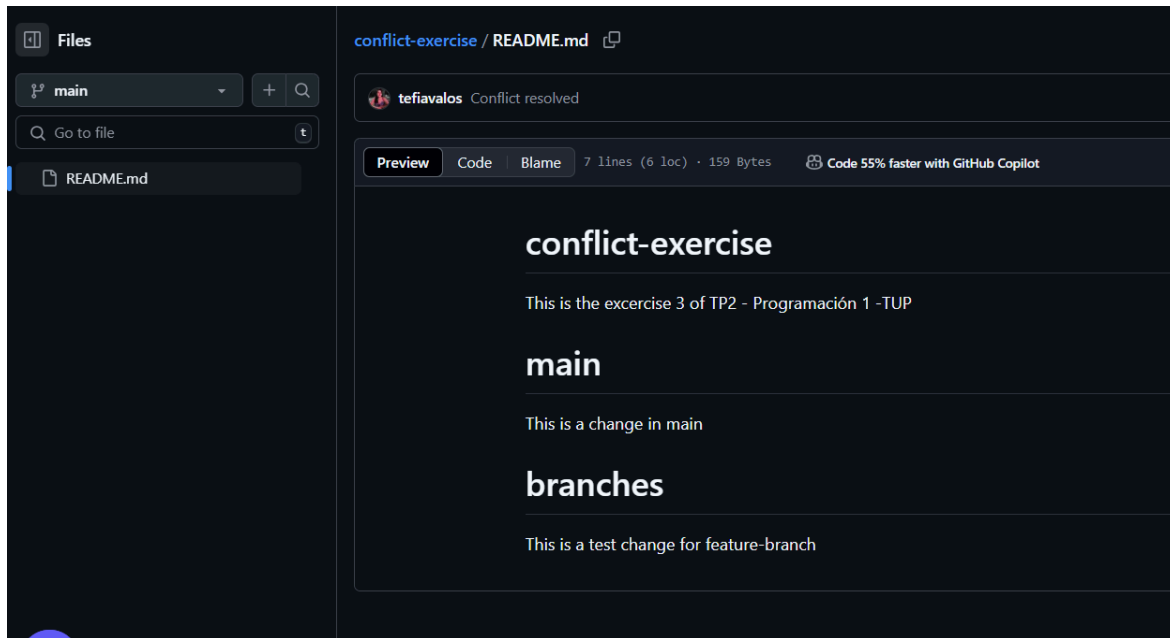 Files
main
Go to file
t
README.md
conflict-exercise / README.md
tefiavalos Conflict resolved
Preview Code Blame 7 lines (6 loc) · 159 Bytes Code 55% faster with GitHub Copilot
conflict-exercise
This is the excercise 3 of TP2 - Programación 1 -TUP
main
This is a change in main
branches
This is a test change for feature-branch